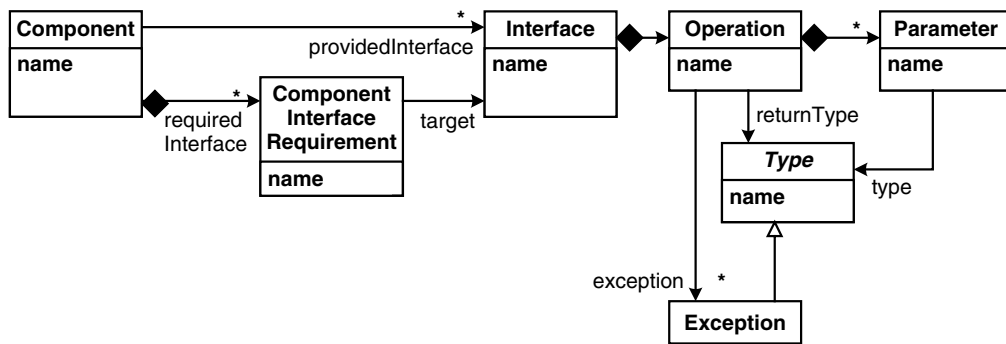 Component
name
*
providedInterface
*
required
Interface
Component
Interface
Requirement
name
target
Interface
name
Operation
name
*
Parameter
name
returnType
Type
name
type
exception
*
Exception